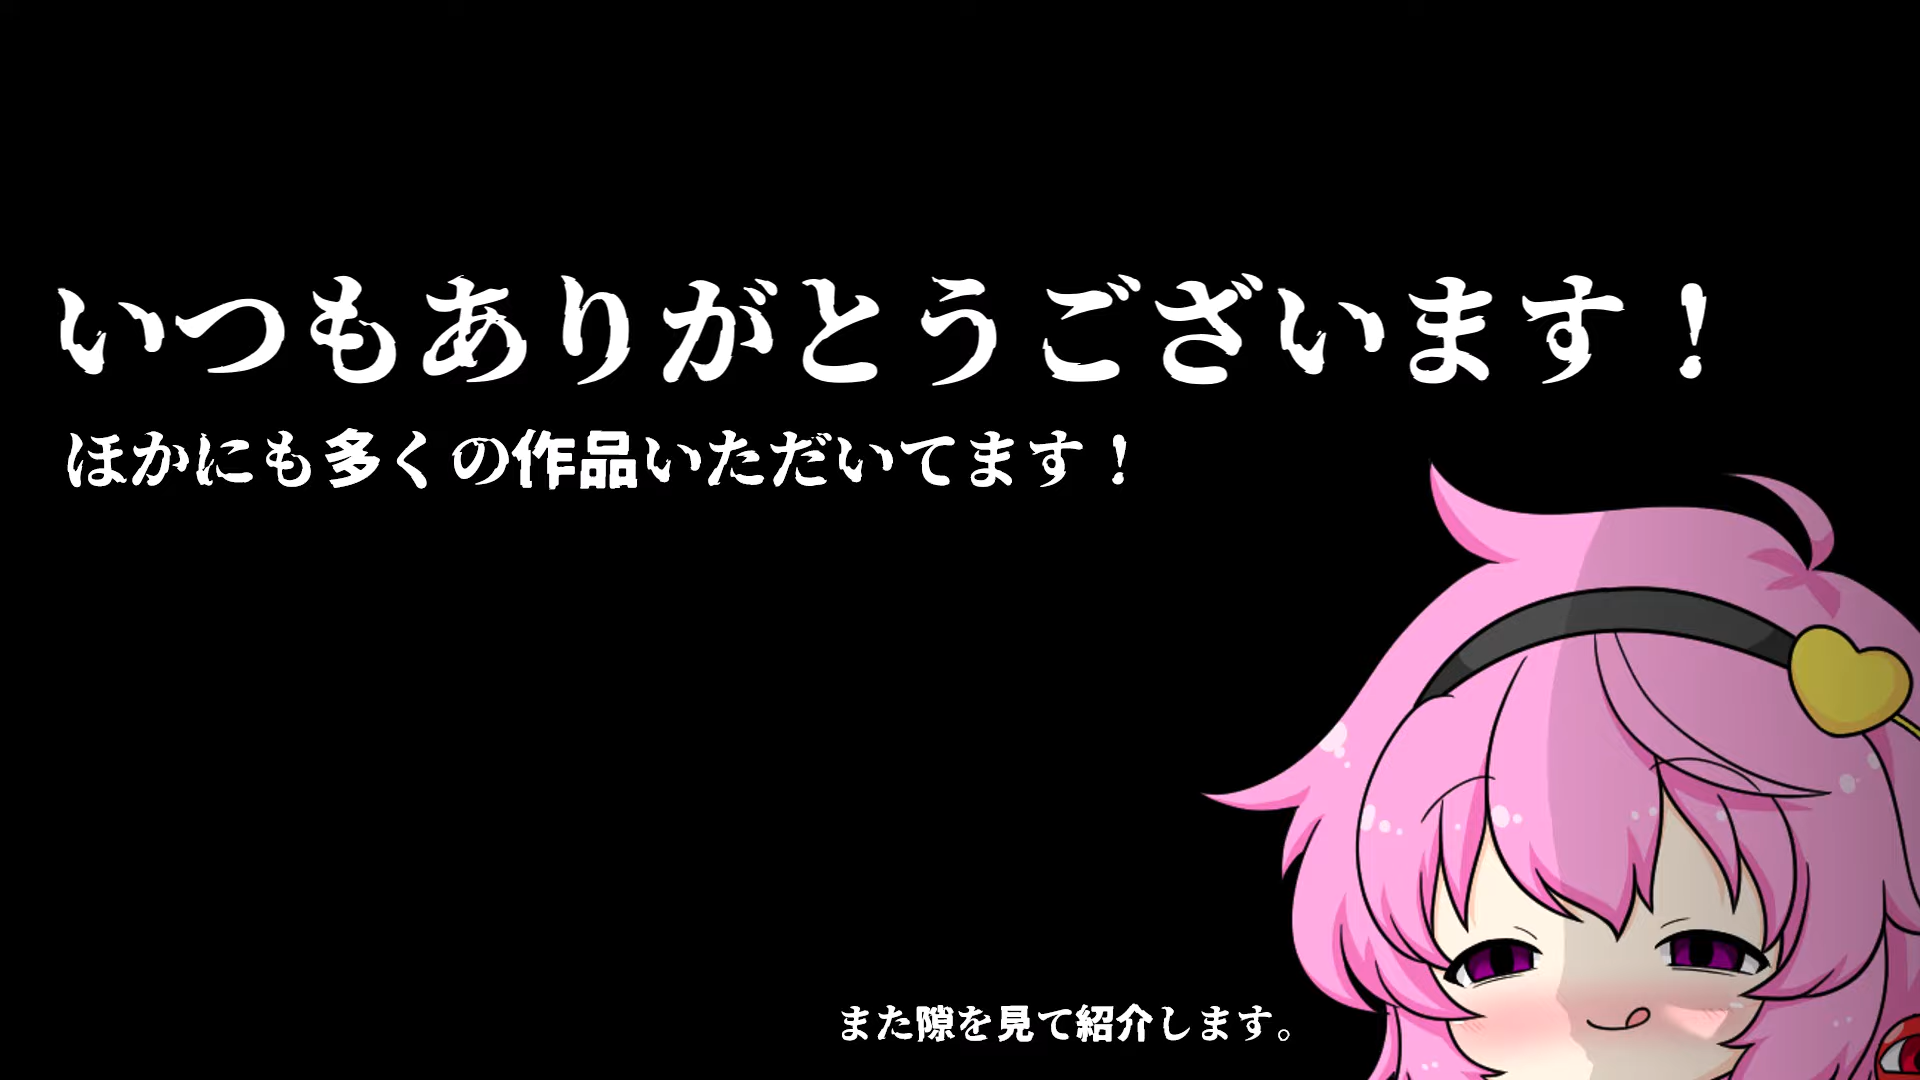 いつもありがとうございます！
ほかにも多くの作品いただいてます！
また隙を見て紹介します。